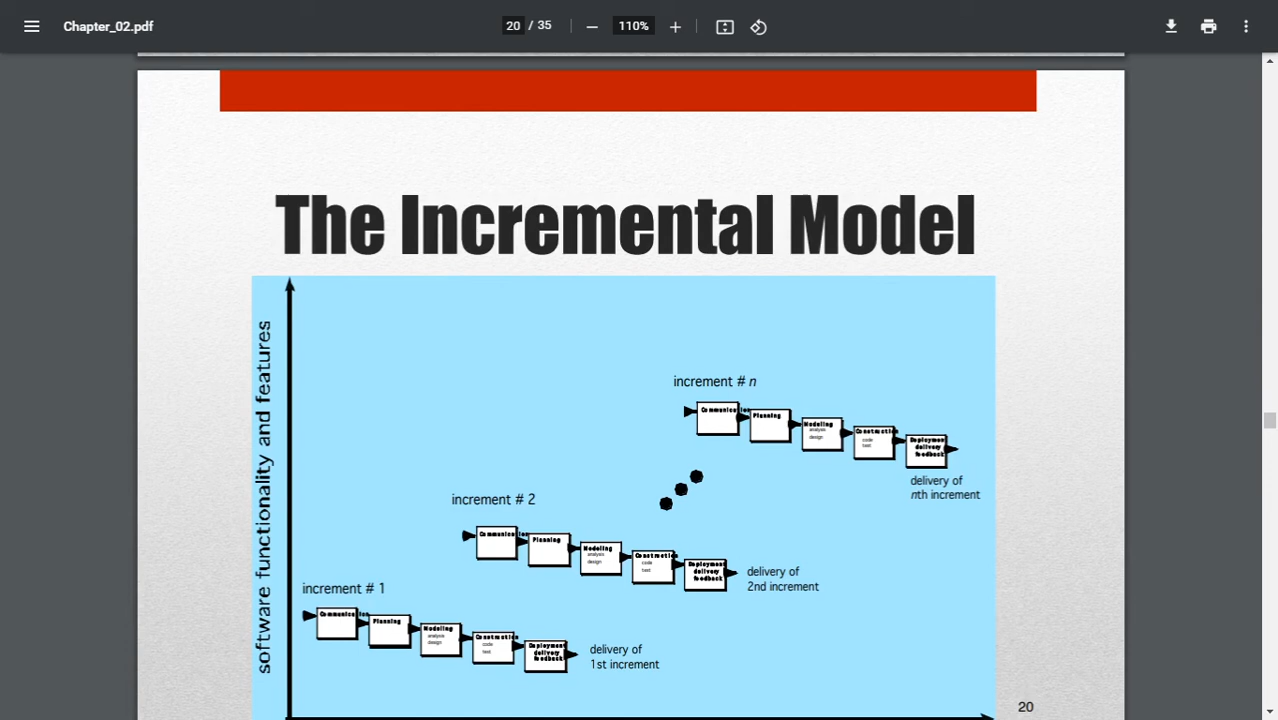 Chapter_02.pdf
20 / 35
110%
The Incremental Model
software functionality and features
increment # n
Communication
Planning
Modeling
analysis
design
Construction
code
test
Deployment
delivery
feedback
delivery of
nth increment
increment # 2
Communication
Planning
Modeling
analysis
design
Construction
code
test
Deployment
delivery
feedback
delivery of
2nd increment
increment # 1
Communication
Planning
Modeling
analysis
design
Construction
code
test
Deployment
delivery
feedback
delivery of
1st increment
20